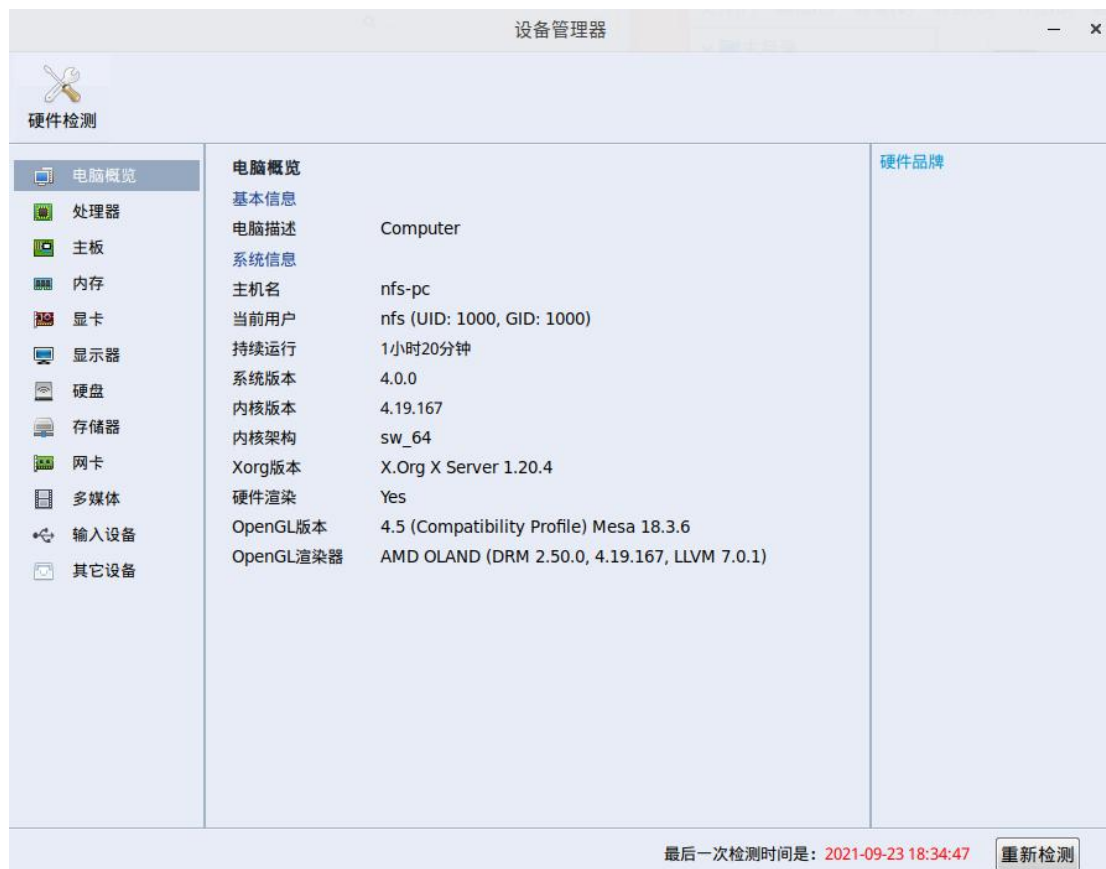 设备管理器
硬件检测
电脑概览
处理器
主板
内存
显卡
显示器
硬盘
存储器
网卡
多媒体
输入设备
其它设备
电脑概览
基本信息
电脑描述 Computer
系统信息
主机名 nfs-pc
当前用户 nfs (UID: 1000, GID: 1000)
持续运行 1小时20分钟
系统版本 4.0.0
内核版本 4.19.167
内核架构 sw_64
Xorg版本 X.Org X Server 1.20.4
硬件渲染 Yes
OpenGL版本 4.5 (Compatibility Profile) Mesa 18.3.6
OpenGL渲染器 AMD OLAND (DRM 2.50.0, 4.19.167, LLVM 7.0.1)
硬件品牌
最后一次检测时间是: 2021-09-23 18:34:47 重新检测